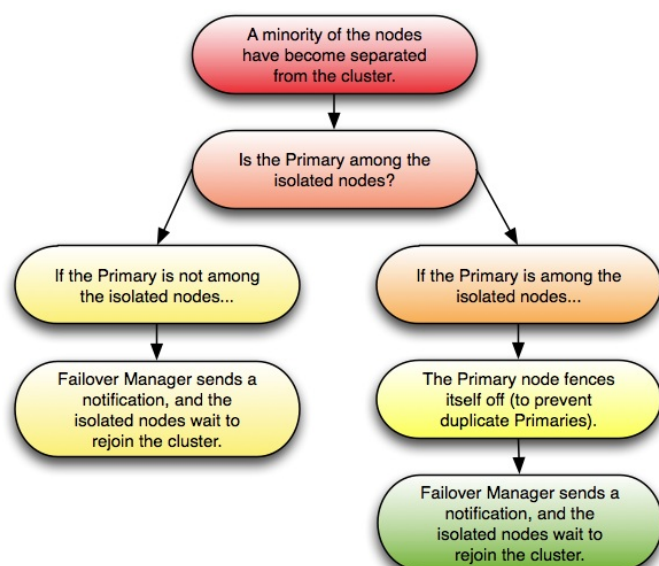 A minority of the nodes
have become separated
from the cluster.
Is the Primary among the
isolated nodes?
If the Primary is not among
the isolated nodes...
If the Primary is among the
isolated nodes...
Failover Manager sends a
notification, and the
isolated nodes wait to
rejoin the cluster.
The Primary node fences
itself off (to prevent
duplicate Primaries).
Failover Manager sends a
notification, and the
isolated nodes wait to
rejoin the cluster.